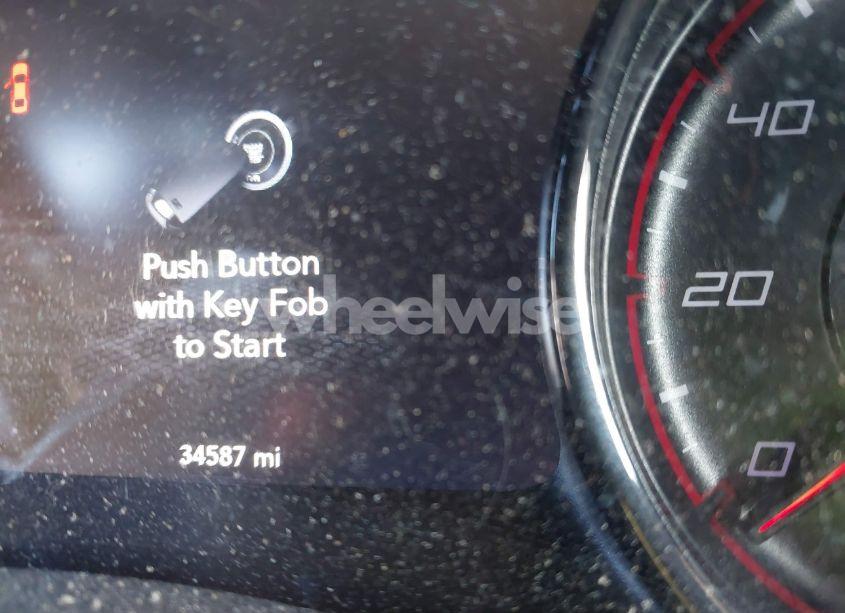 Push Button
with Key Fob
to Start
34587 mi
wheelwise
40
20
0